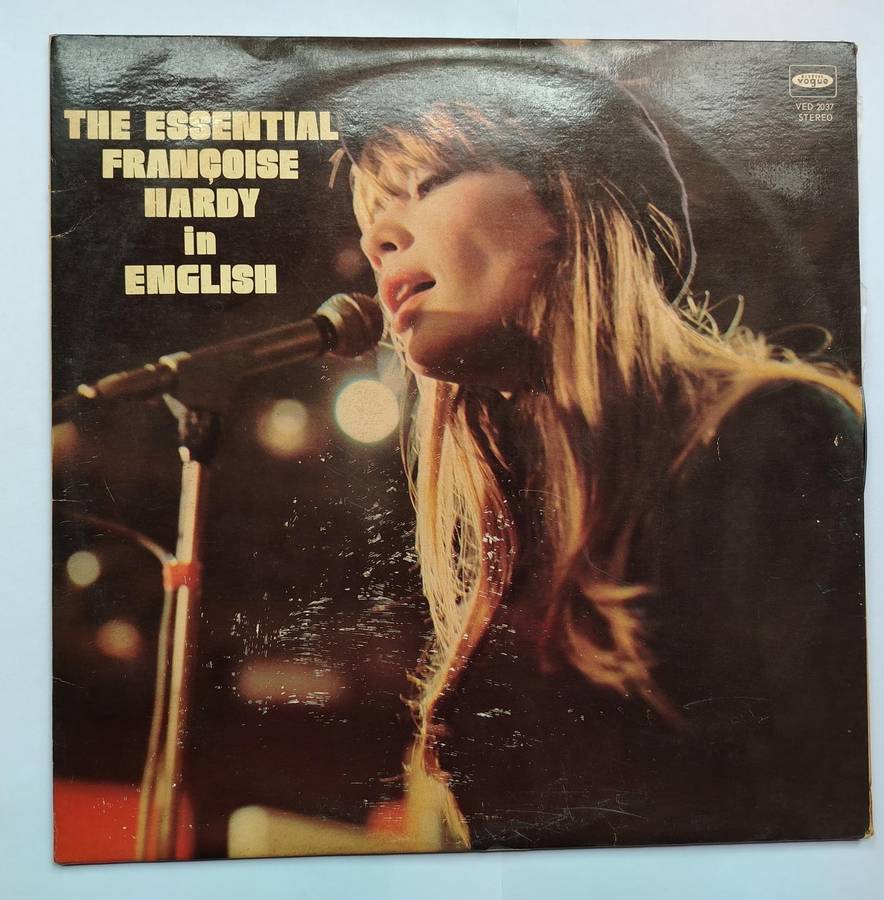 THE ESSENTIAL
FRANÇOISE
HARDY
in
ENGLISH
vogue
VED 2037
STEREO